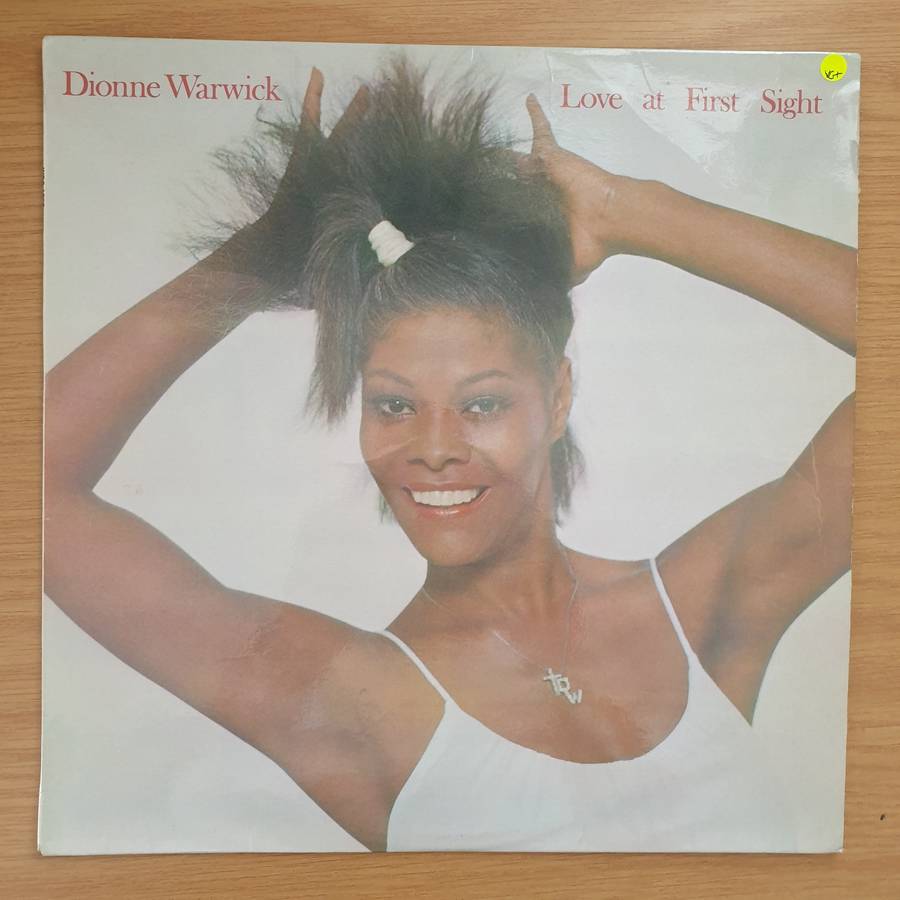 Dionne Warwick
Love at First Sight
VG+